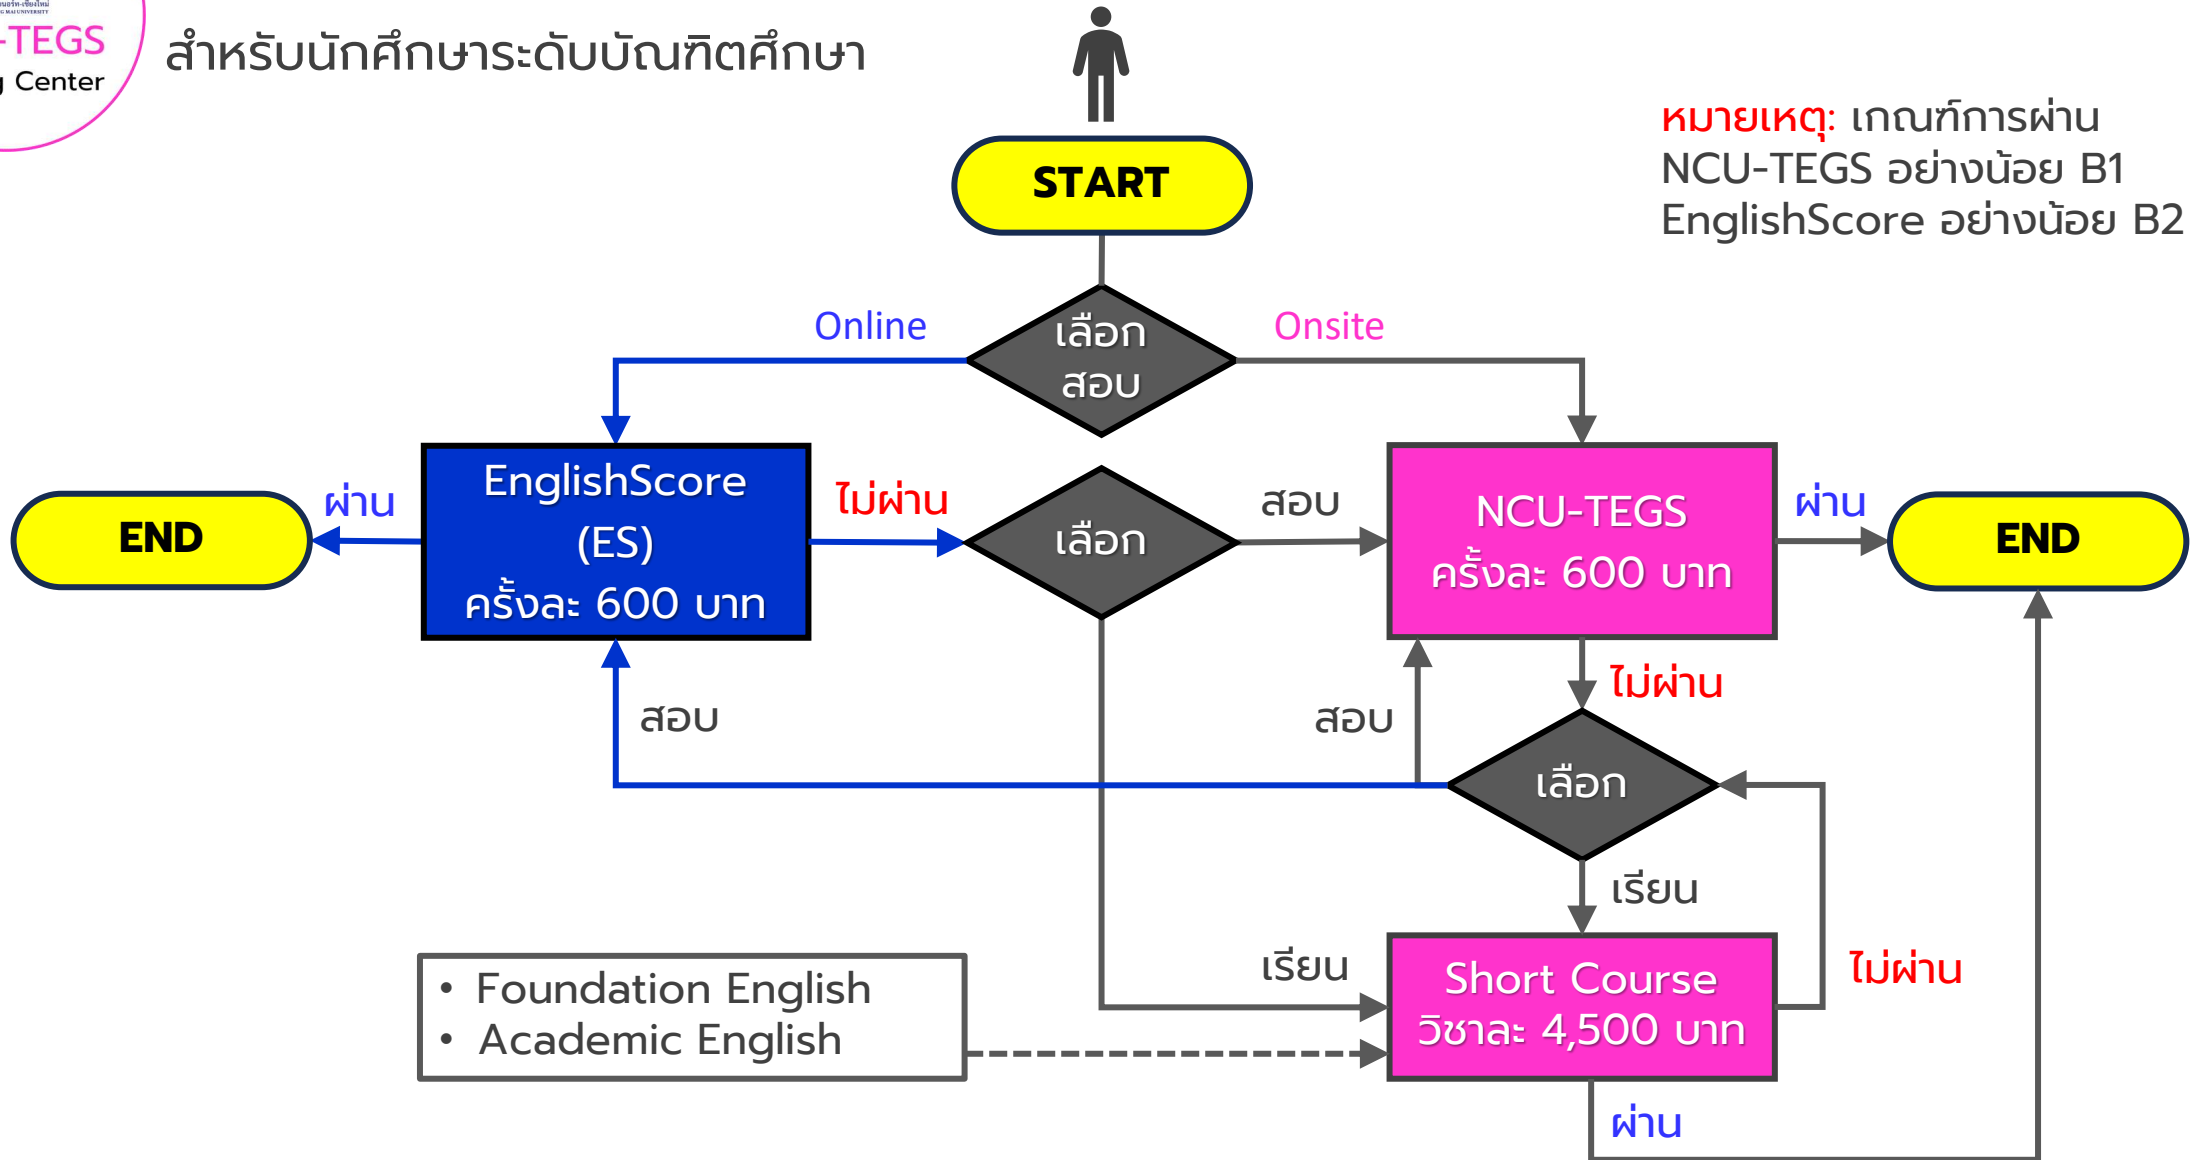 -TEGS
Center
สำหรับนักศึกษาระดับบัณฑิตศึกษา
หมายเหตุ: เกณฑ์การผ่าน
NCU-TEGS อย่างน้อย B1
EnglishScore อย่างน้อย B2
START
Online
เลือก
สอบ
Onsite
END
ผ่าน
EnglishScore
(ES)
ครั้งละ 600 บาท
ไม่ผ่าน
เลือก
สอบ
NCU-TEGS
ครั้งละ 600 บาท
ผ่าน
END
ไม่ผ่าน
สอบ
สอบ
เลือก
เรียน
• Foundation English
• Academic English
เรียน
Short Course
วิชาละ 4,500 บาท
ไม่ผ่าน
ผ่าน